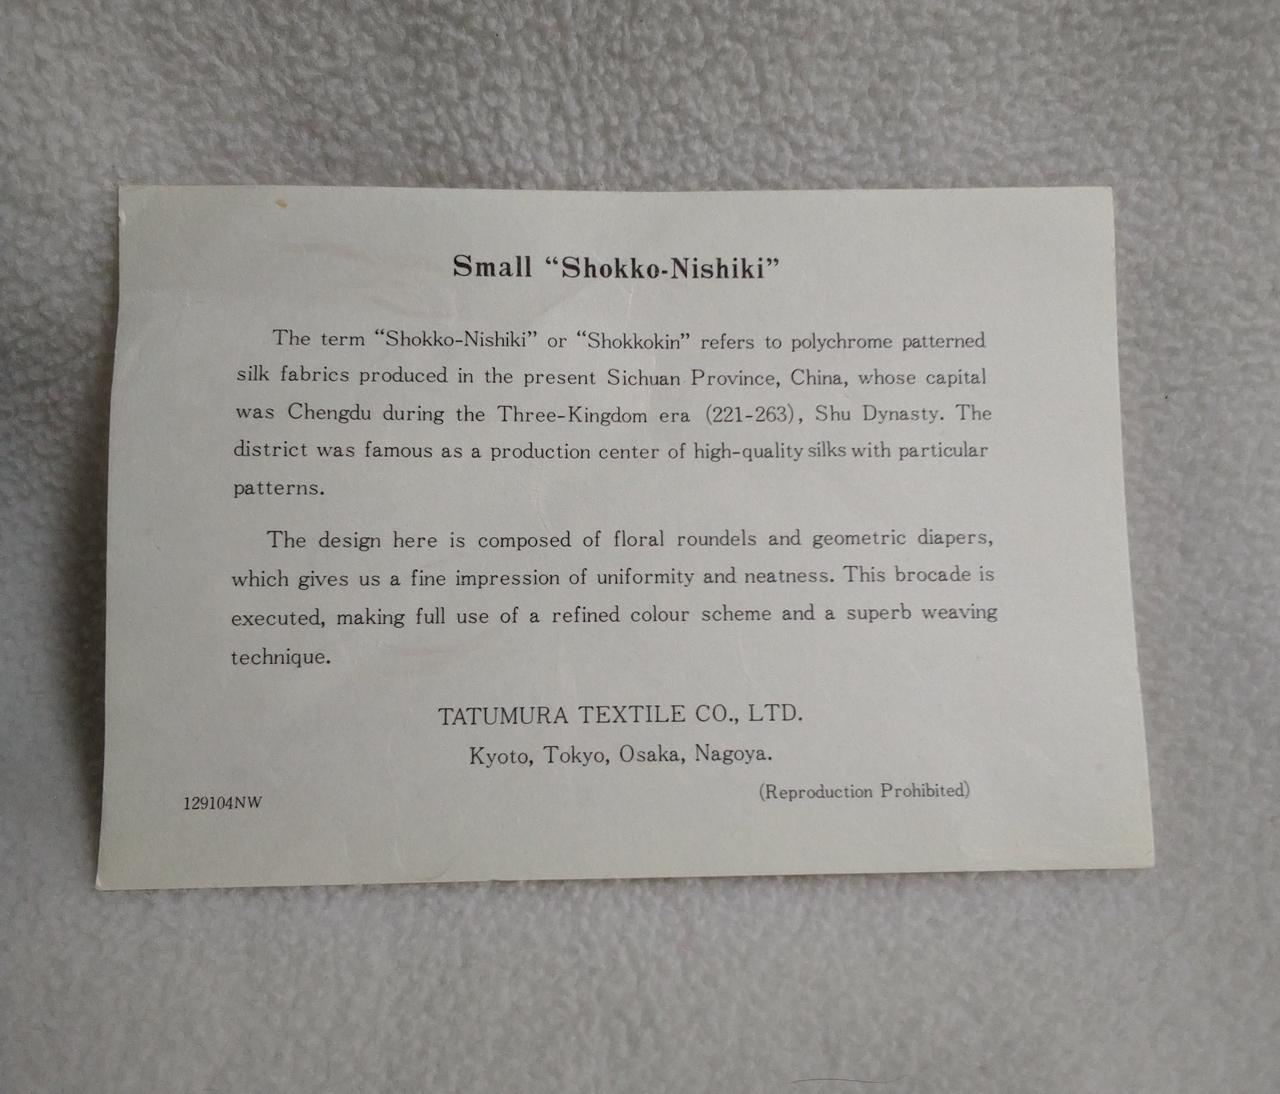 Small “Shokko-Nishiki”
The term “Shokko-Nishiki” or “Shokkokin” refers to polychrome patterned
silk fabrics produced in the present Sichuan Province, China, whose capital
was Chengdu during the Three-Kingdom era (221-263), Shu Dynasty. The
district was famous as a production center of high-quality silks with particular
patterns.
The design here is composed of floral roundels and geometric diapers,
which gives us a fine impression of uniformity and neatness. This brocade is
executed, making full use of a refined colour scheme and a superb weaving
technique.
TATUMURA TEXTILE CO., LTD.
Kyoto, Tokyo, Osaka, Nagoya.
(Reproduction Prohibited)
129104NW